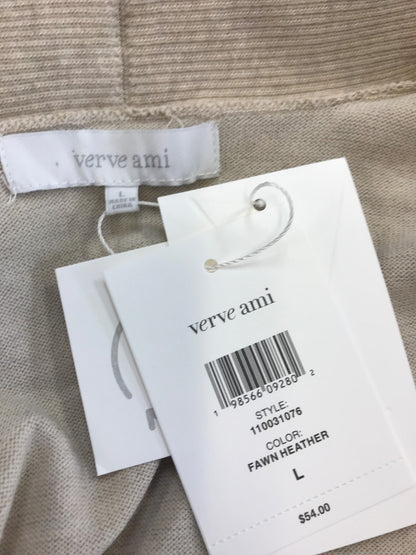 verve ami
L
MADE IN
CHINA
verve ami
1 98566 09280 2
STYLE:
110031076
COLOR:
FAWN HEATHER
L
$54.00